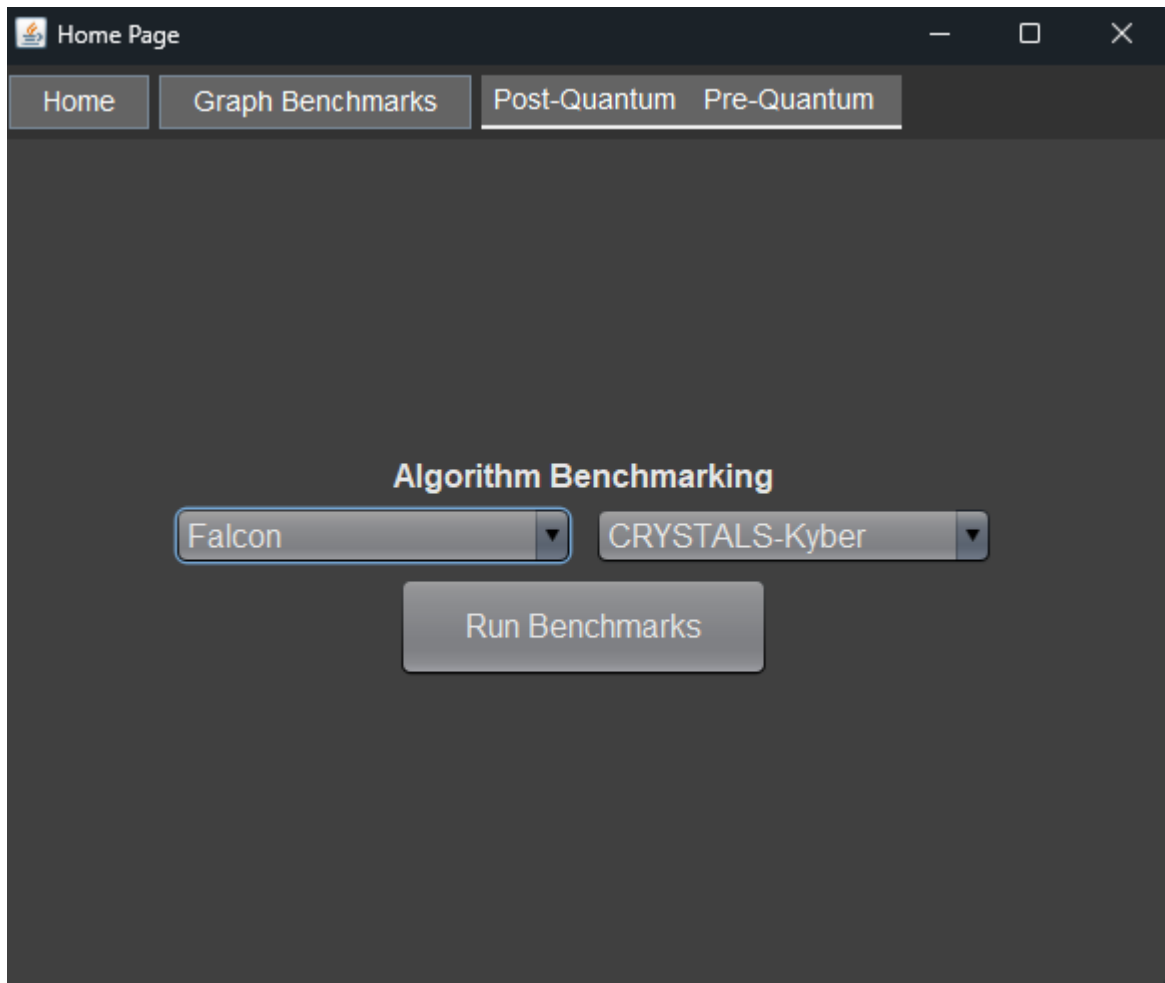 Home Page
Home Graph Benchmarks Post-Quantum Pre-Quantum
Algorithm Benchmarking
Falcon CRYSTALS-Kyber
Run Benchmarks